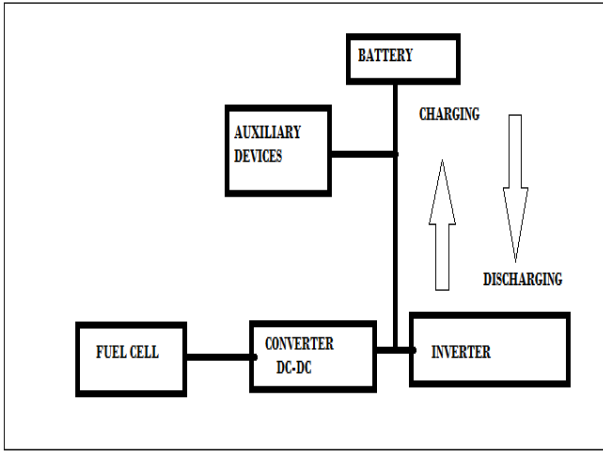 BATTERY
CHARGING
AUXILIARY
DEVICES
DISCHARGING
FUEL CELL
CONVERTER
DC-DC
INVERTER